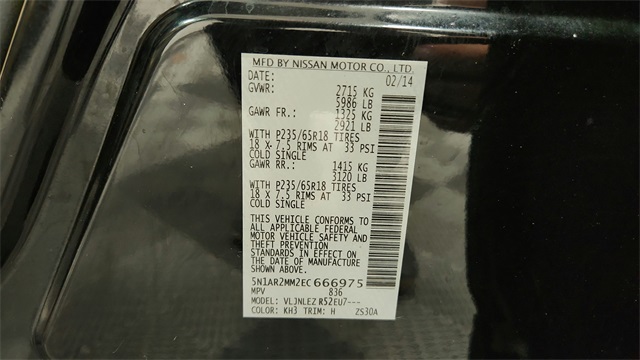 MFD BY NISSAN MOTOR CO., LTD.
DATE: 02/14
GVWR: 2715 KG
5986 LB
GAWR FR.: 1325 KG
2921 LB
WITH P235/65R18 TIRES
18 X 7.5 RIMS AT 33 PSI
COLD SINGLE
GAWR RR.: 1415 KG
3120 LB
WITH P235/65R18 TIRES
18 X 7.5 RIMS AT 33 PSI
COLD SINGLE
THIS VEHICLE CONFORMS TO
ALL APPLICABLE FEDERAL
MOTOR VEHICLE SAFETY AND
THEFT PREVENTION
STANDARDS IN EFFECT ON
THE DATE OF MANUFACTURE
SHOWN ABOVE.
5N1AR2MM2EC666975
MPV 836
MODEL: VLJNLEZ R52EU7---
COLOR: KH3 TRIM: H ZS30A